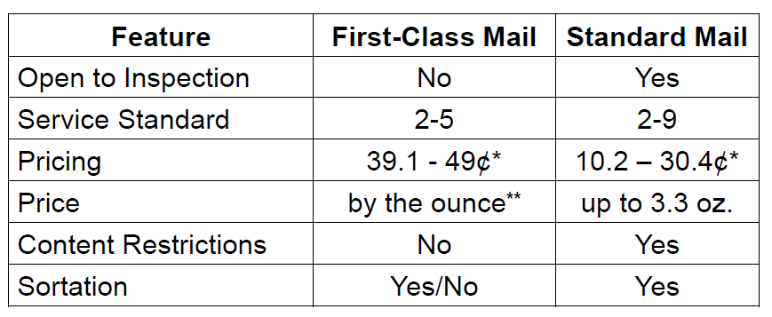 Feature First-Class Mail Standard Mail
Open to Inspection No Yes
Service Standard 2-5 2-9
Pricing 39.1 - 49¢* 10.2 – 30.4¢*
Price by the ounce** up to 3.3 oz.
Content Restrictions No Yes
Sortation Yes/No Yes